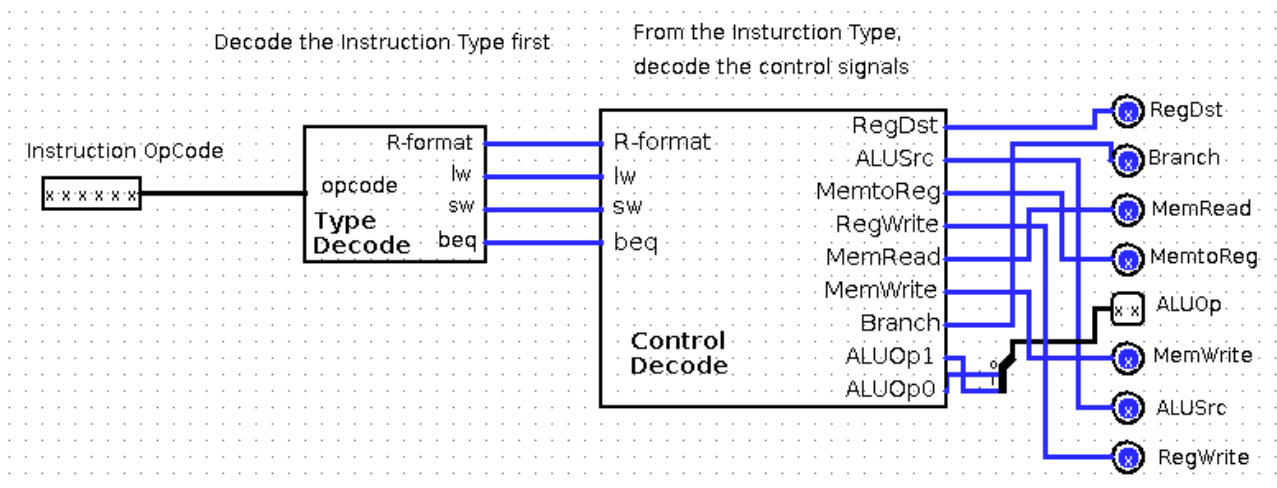 Decode the Instruction Type first
From the Insturction Type,
decode the control signals
Instruction OpCode
x x x x x x
R-format
lw
opcode
sw
Type
Decode
beq
R-format
lw
sw
beq
Control
Decode
RegDst
ALUSrc
MemtoReg
RegWrite
MemRead
MemWrite
Branch
ALUOp1
ALUOp0
0
1
x
RegDst
x
Branch
x
MemRead
x
MemtoReg
x x
ALUOp
x
MemWrite
x
ALUSrc
x
RegWrite